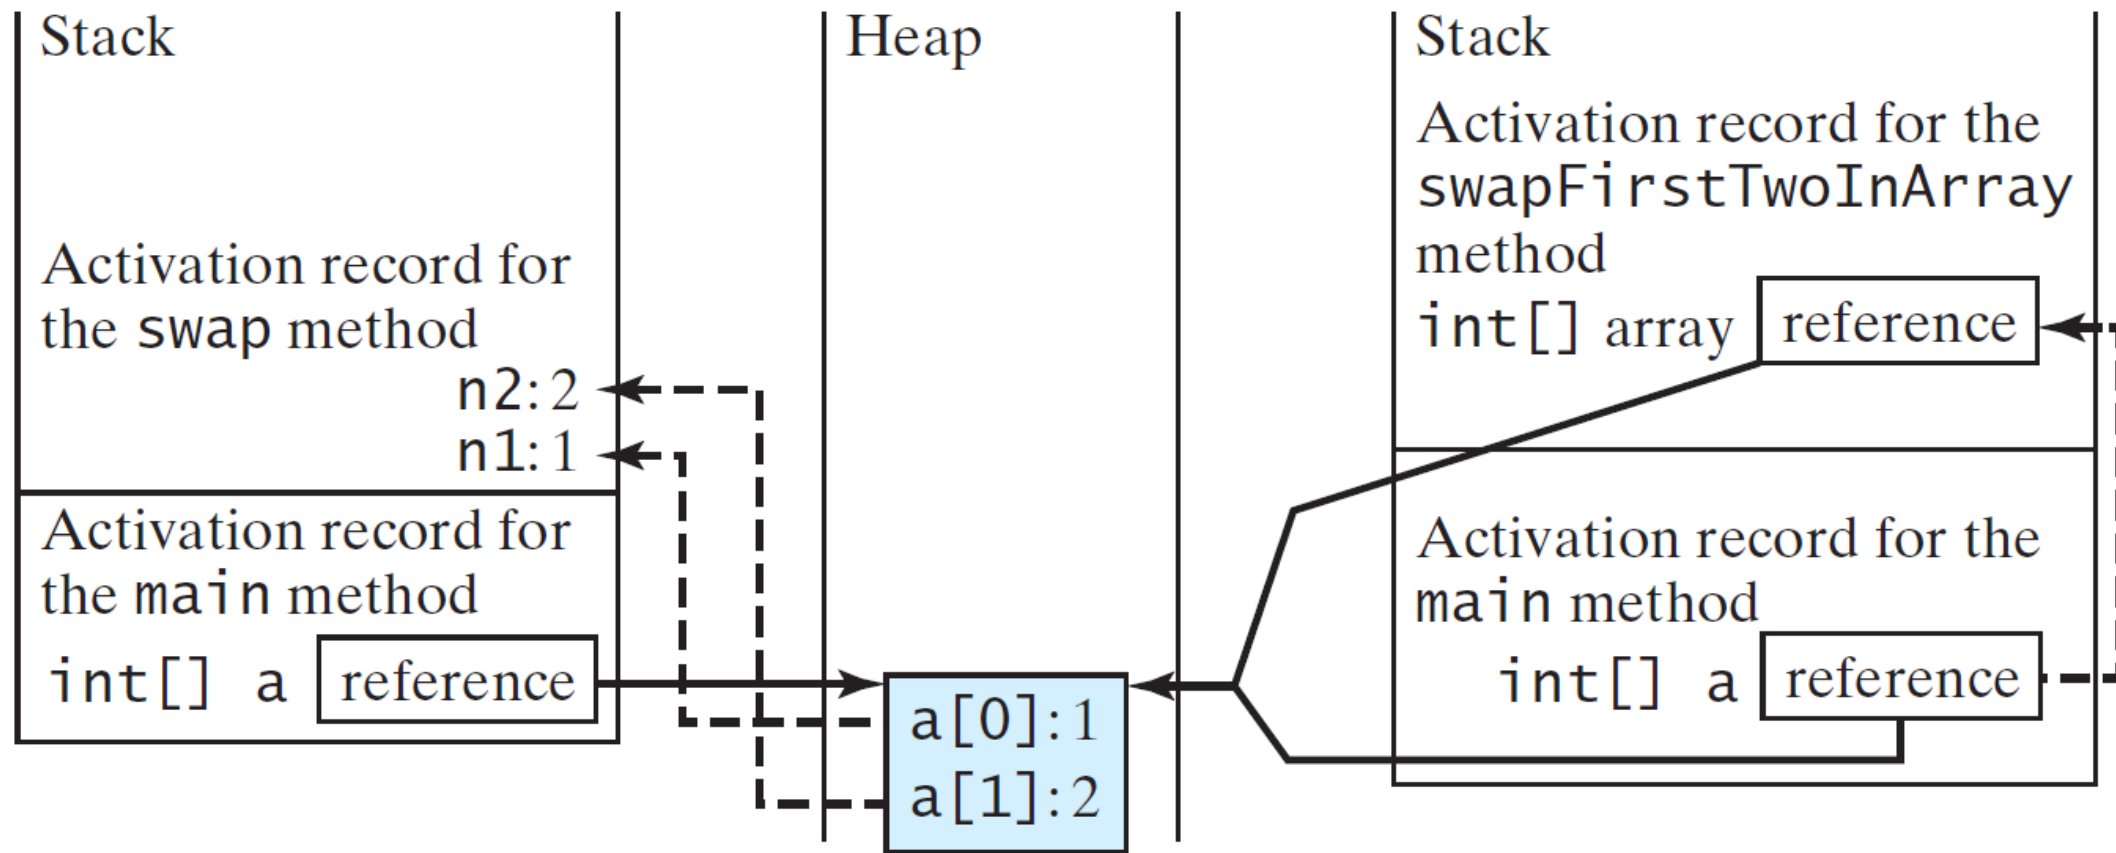 Stack
Activation record for
the swap method
n2: 2
n1: 1
Activation record for
the main method
int[] a reference
Heap
a[0]: 1
a[1]: 2
Stack
Activation record for the
swapFirstTwoInArray
method
int[] array reference
Activation record for the
main method
int[] a reference